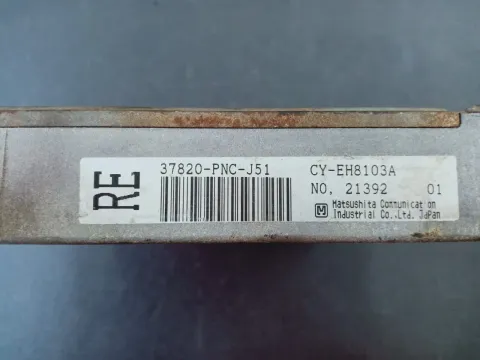 RE
37820-PNC-J51 CY-EH8103A
NO. 21392 01
M Matsushita Communication
Industrial Co.,Ltd. Japan